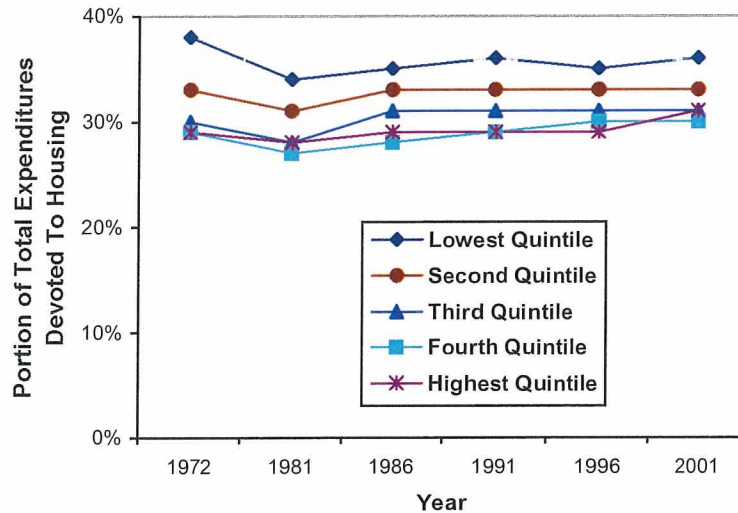 40%
30%
20%
10%
0%
Portion of Total Expenditures
Devoted To Housing
Lowest Quintile
Second Quintile
Third Quintile
Fourth Quintile
Highest Quintile
1972 1981 1986 1991 1996 2001
Year